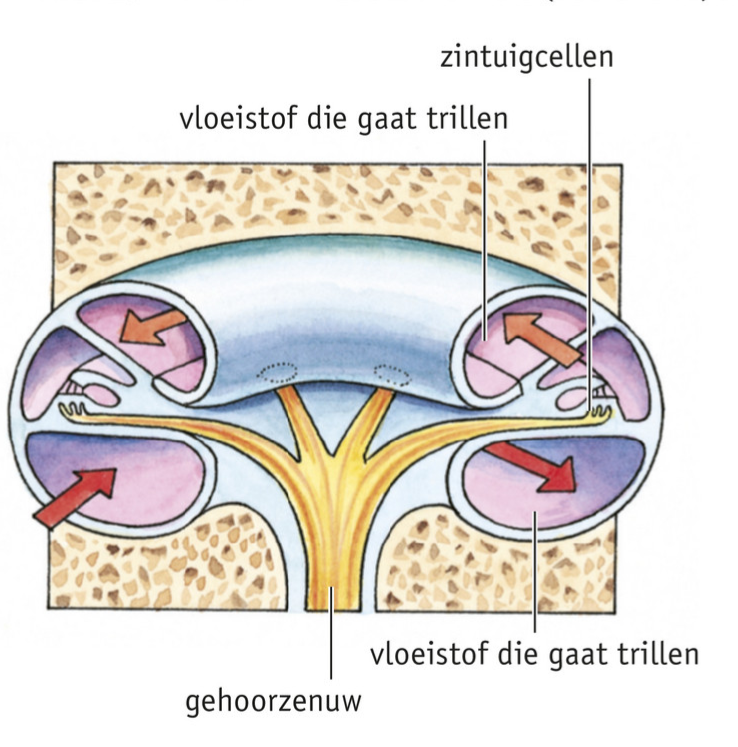 zintuigcellen
vloeistof die gaat trillen
vloeistof die gaat trillen
gehoorzenuw